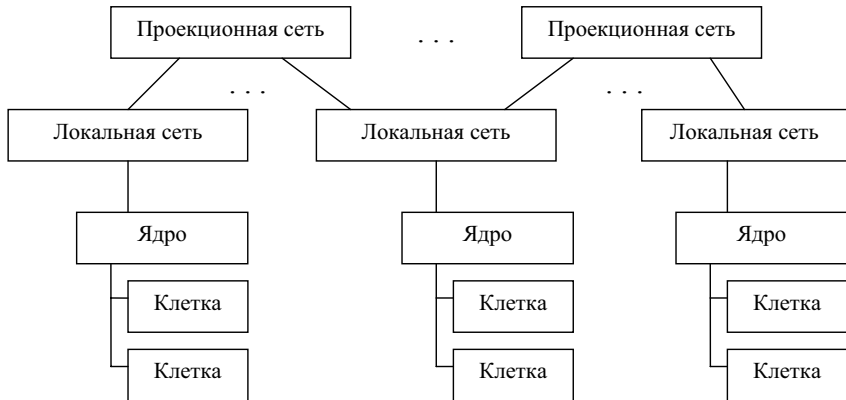 Проекционная сеть . . . Проекционная сеть
. . . . . .
Локальная сеть Локальная сеть Локальная сеть
Ядро Ядро Ядро
Клетка Клетка Клетка
Клетка Клетка Клетка